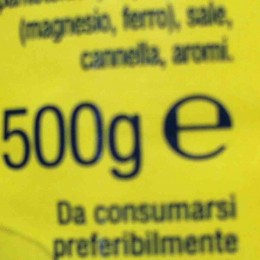 (magnesio, ferro), sale,
cannella, aromi.
500g e
Da consumarsi
preferibilmente